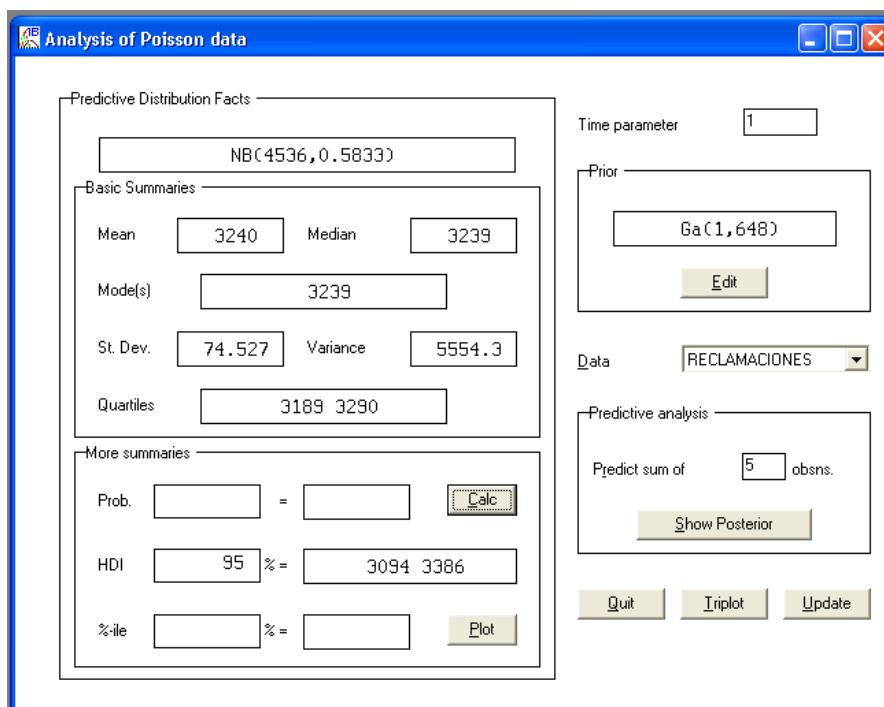 Analysis of Poisson data
Predictive Distribution Facts
NB(4536,0.5833)
Basic Summaries
Mean 3240 Median 3239
Mode(s) 3239
St. Dev. 74.527 Variance 5554.3
Quartiles 3189 3290
More summaries
Prob. = Calc
HDI 95 % = 3094 3386
%-ile % = Plot
Time parameter 1
Prior
Ga(1,648)
Edit
Data RECLAMACIONES
Predictive analysis
Predict sum of 5 obsns.
Show Posterior
Quit Triplot Update